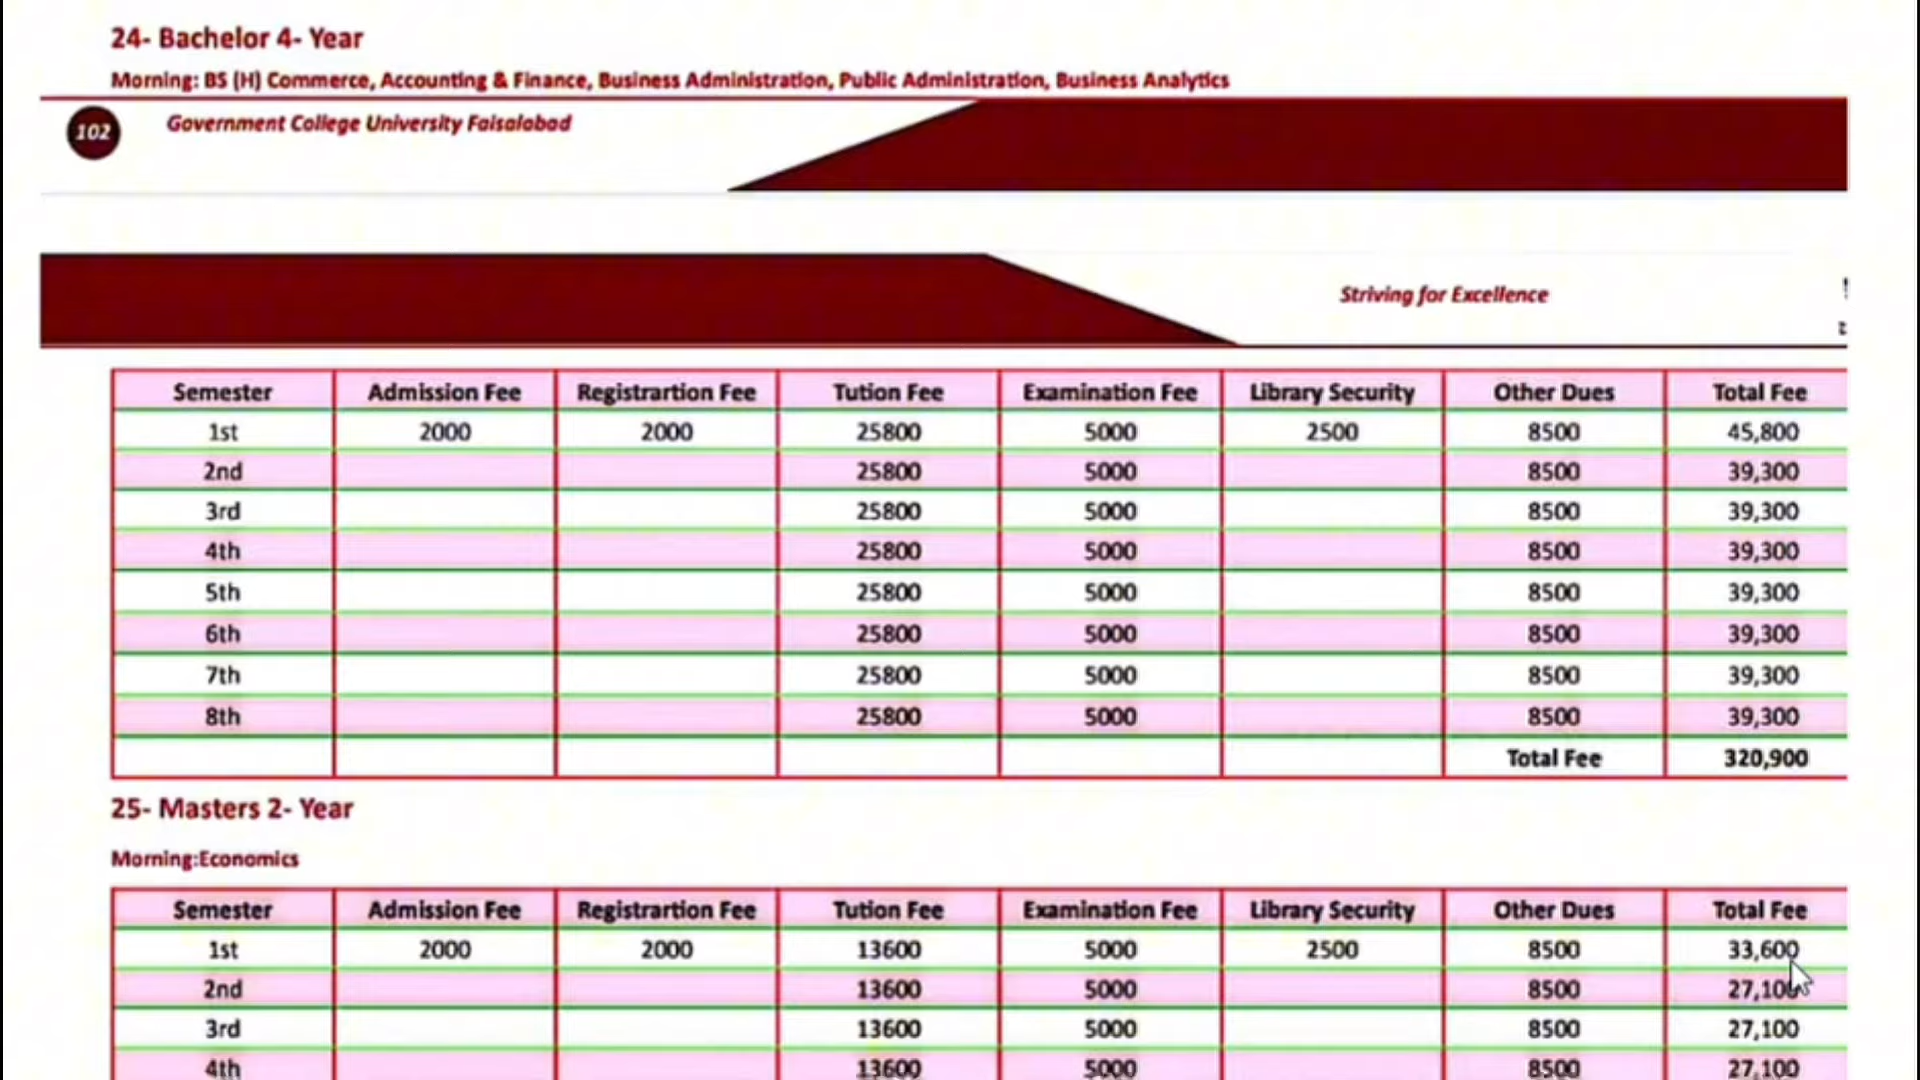 24- Bachelor 4- Year
Morning: BS (H) Commerce, Accounting & Finance, Business Administration, Public Administration, Business Analytics
102 Government College University Faisalabad
Striving for Excellence
Semester Admission Fee Registrartion Fee Tution Fee Examination Fee Library Security Other Dues Total Fee
1st 2000 2000 25800 5000 2500 8500 45,800
2nd 25800 5000 8500 39,300
3rd 25800 5000 8500 39,300
4th 25800 5000 8500 39,300
5th 25800 5000 8500 39,300
6th 25800 5000 8500 39,300
7th 25800 5000 8500 39,300
8th 25800 5000 8500 39,300
Total Fee 320,900
25- Masters 2- Year
Morning:Economics
Semester Admission Fee Registrartion Fee Tution Fee Examination Fee Library Security Other Dues Total Fee
1st 2000 2000 13600 5000 2500 8500 33,600
2nd 13600 5000 8500 27,100
3rd 13600 5000 8500 27,100
4th 13600 5000 8500 27,100